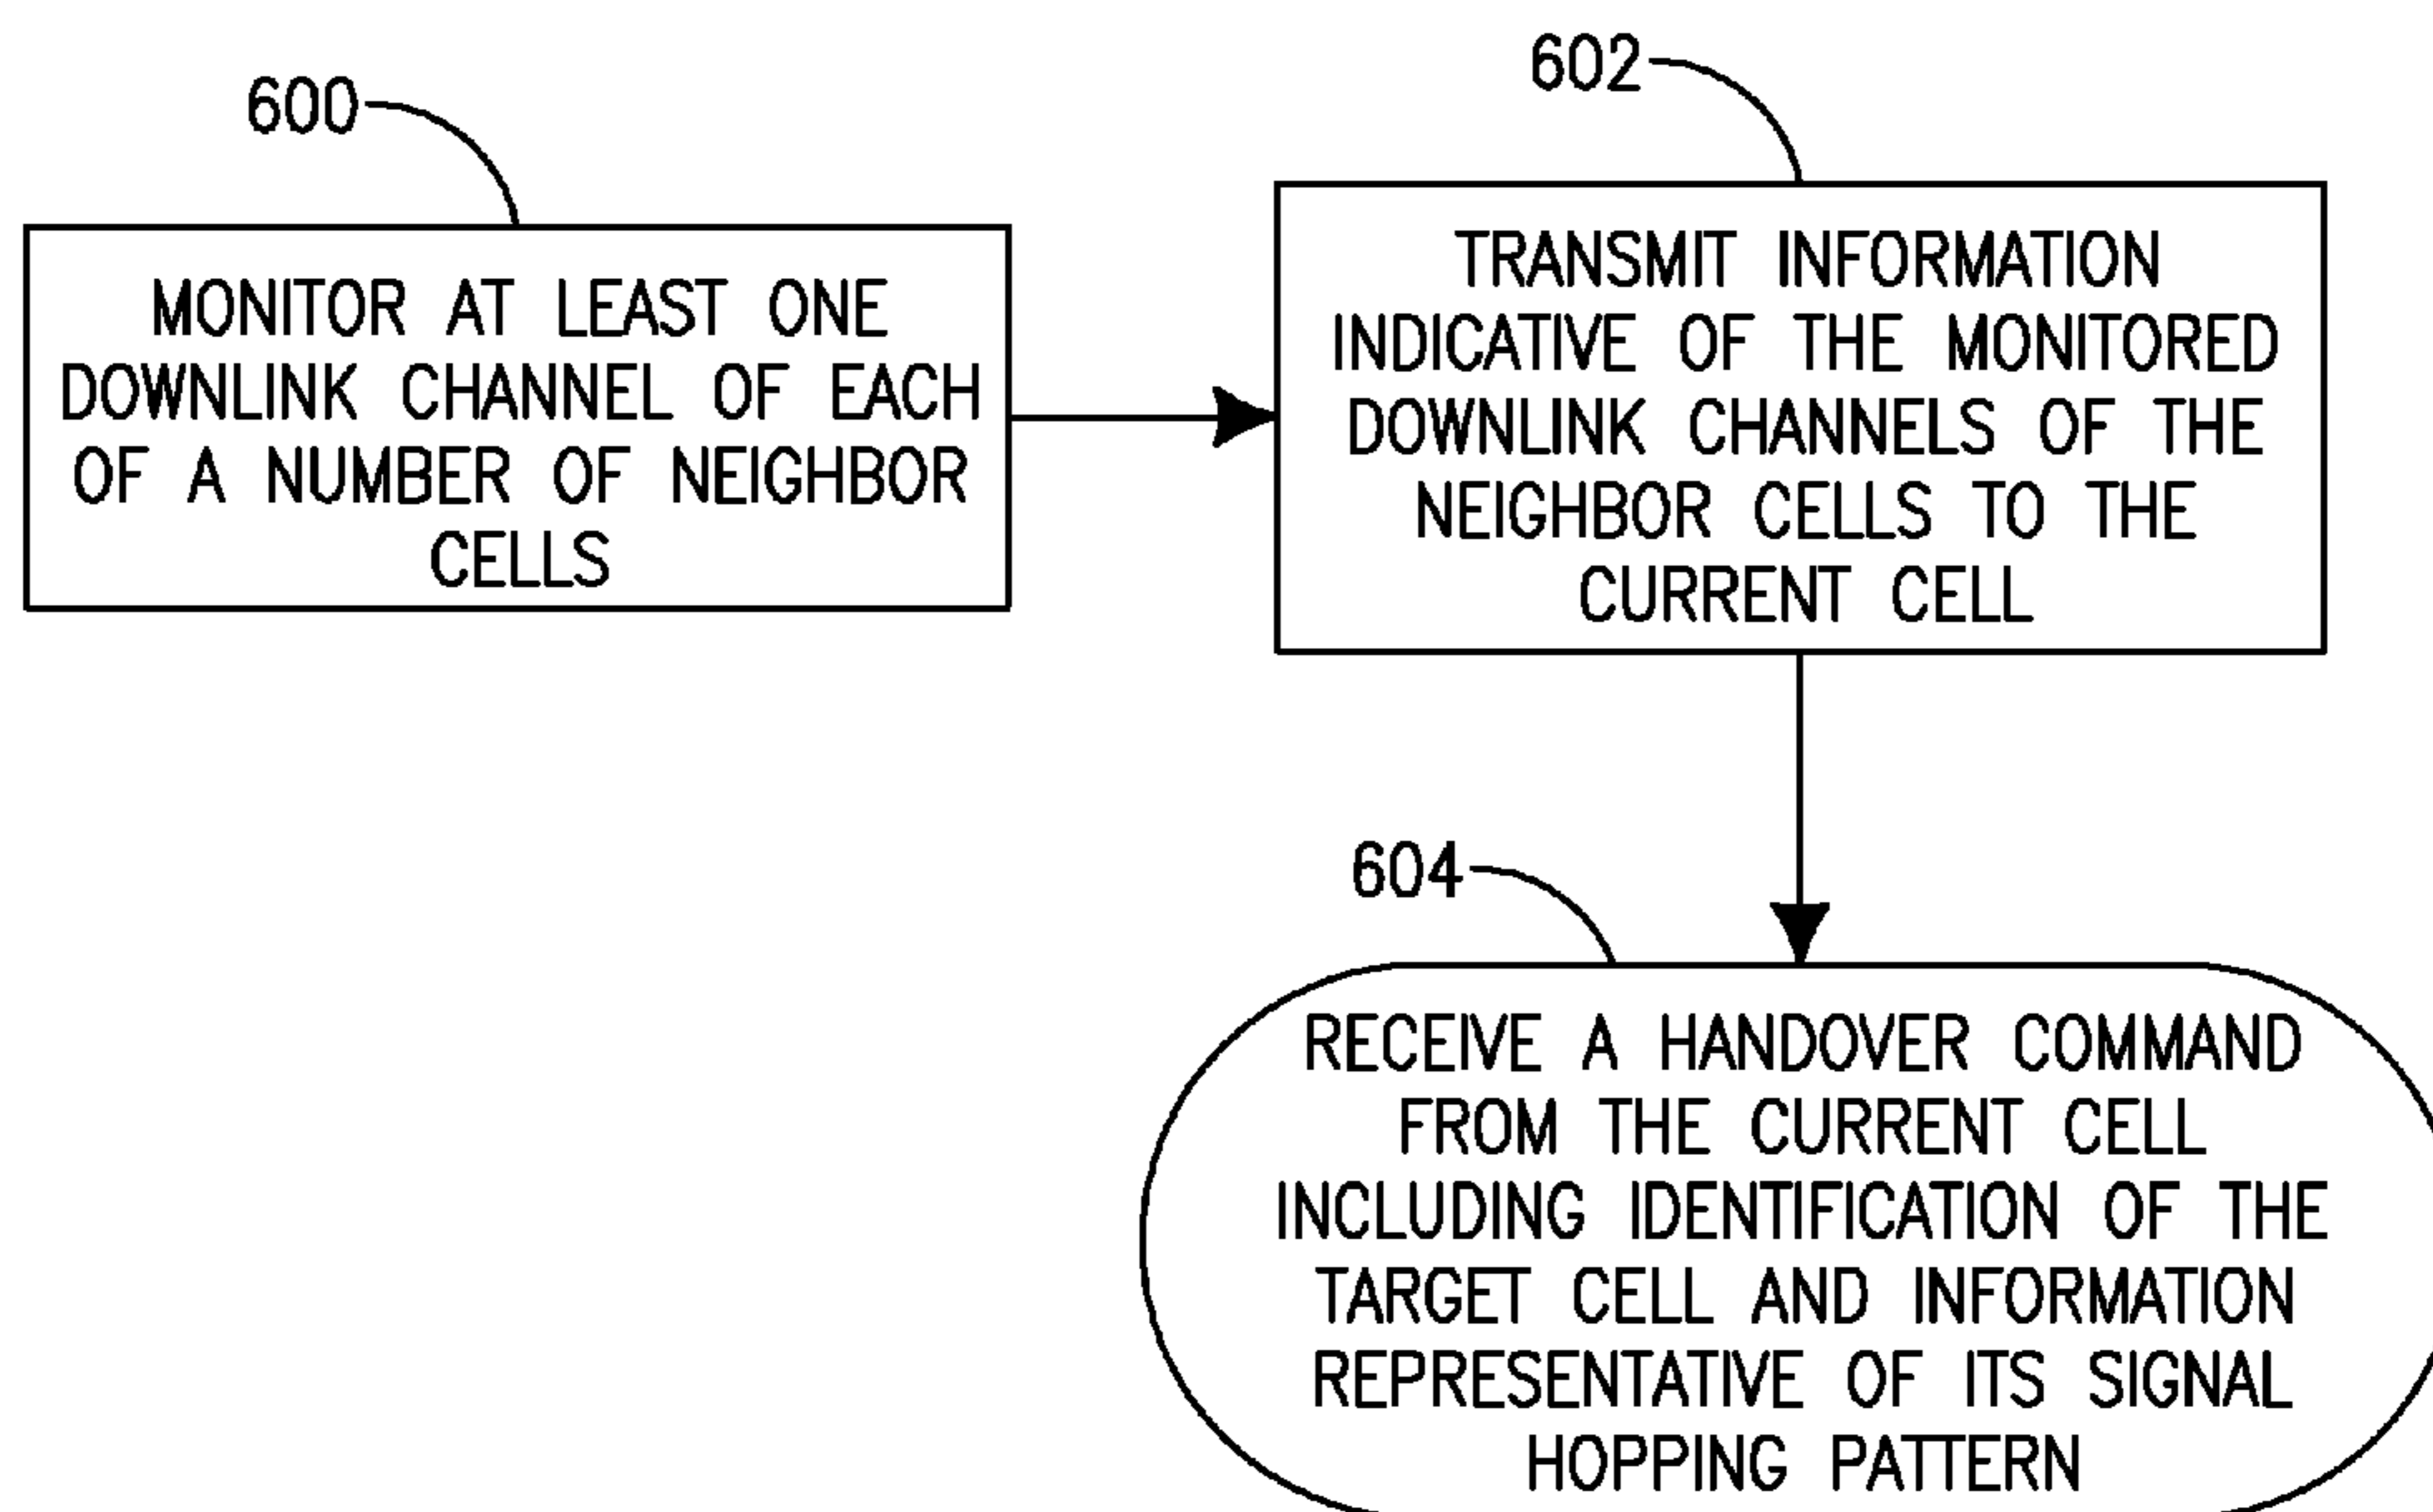 600
MONITOR AT LEAST ONE
DOWNLINK CHANNEL OF EACH
OF A NUMBER OF NEIGHBOR
CELLS
602
TRANSMIT INFORMATION
INDICATIVE OF THE MONITORED
DOWNLINK CHANNELS OF THE
NEIGHBOR CELLS TO THE
CURRENT CELL
604
RECEIVE A HANDOVER COMMAND
FROM THE CURRENT CELL
INCLUDING IDENTIFICATION OF THE
TARGET CELL AND INFORMATION
REPRESENTATIVE OF ITS SIGNAL
HOPPING PATTERN